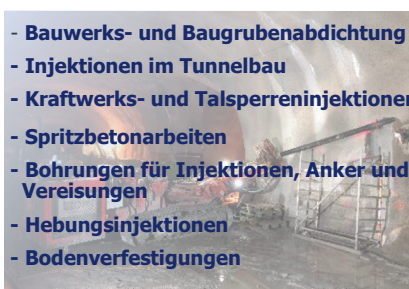 - Bauwerks- und Baugrubenabdichtung
- Injektionen im Tunnelbau
- Kraftwerks- und Talsperreninjektionen
- Spritzbetonarbeiten
- Bohrungen für Injektionen, Anker und
Vereisungen
- Hebungsinjektionen
- Bodenverfestigungen